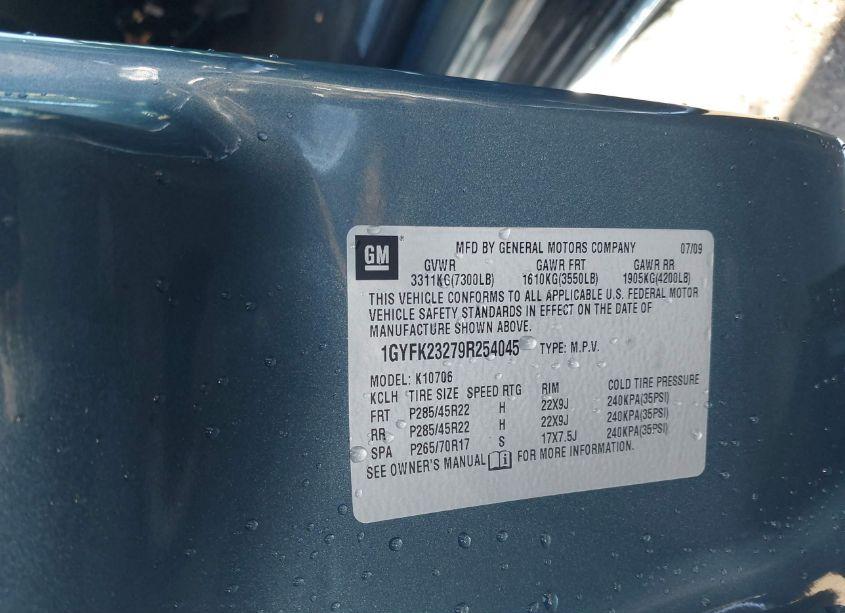 GM
MFD BY GENERAL MOTORS COMPANY 07/09
GVWR GAWR FRT GAWR RR
3311KG(7300LB) 1610KG(3550LB) 1905KG(4200LB)
THIS VEHICLE CONFORMS TO ALL APPLICABLE U.S. FEDERAL MOTOR
VEHICLE SAFETY STANDARDS IN EFFECT ON THE DATE OF
MANUFACTURE SHOWN ABOVE.
1GYFK23279R254045 TYPE: M.P.V.
MODEL: K10706
KCLH TIRE SIZE SPEED RTG RIM COLD TIRE PRESSURE
FRT P285/45R22 H 22X9J 240KPA(35PSI)
RR P285/45R22 H 22X9J 240KPA(35PSI)
SPA P265/70R17 S 17X7.5J 240KPA(35PSI)
SEE OWNER'S MANUAL i FOR MORE INFORMATION.